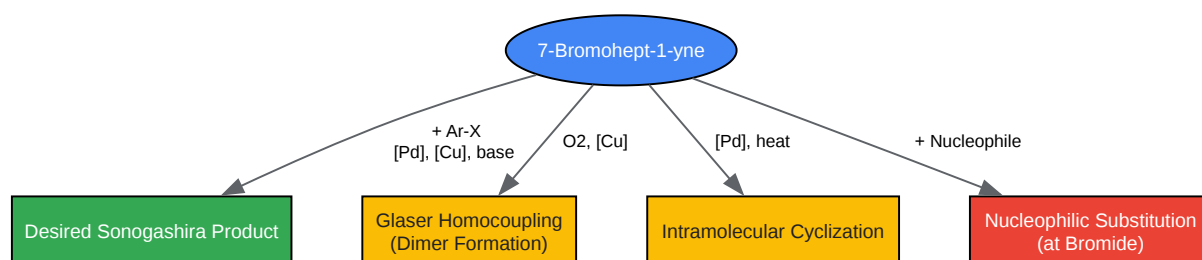 7-Bromohept-1-yne
+ Ar-X
[Pd], [Cu], base
O2, [Cu]
[Pd], heat
+ Nucleophile
Desired Sonogashira Product
Glaser Homocoupling
(Dimer Formation)
Intramolecular Cyclization
Nucleophilic Substitution
(at Bromide)